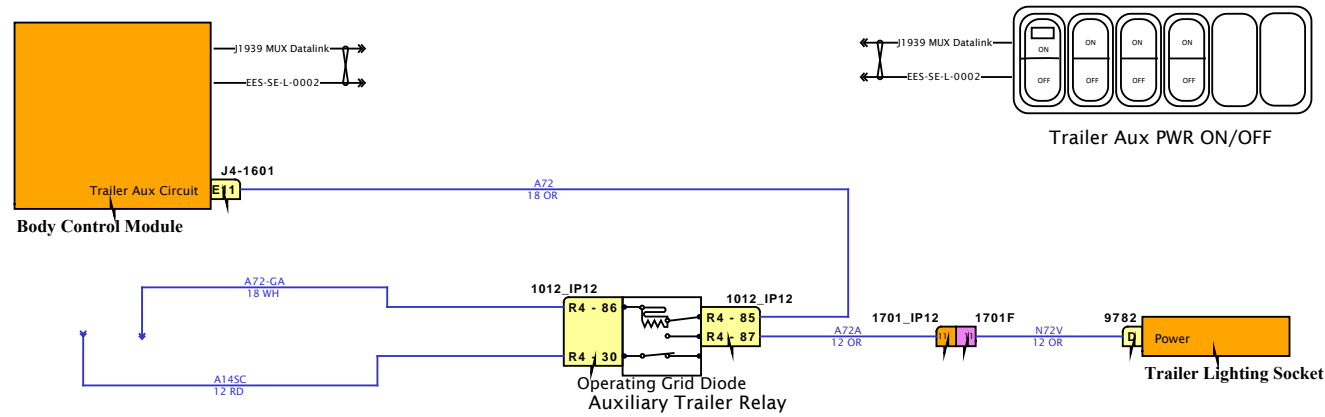 J1939 MUX Datalink
EES-SE-L-0002
J1939 MUX Datalink
EES-SE-L-0002
ON ON ON ON
OFF OFF OFF OFF
Trailer Aux PWR ON/OFF
J4-1601
Trailer Aux Circuit
E 1
A72
18 OR
Body Control Module
A72-GA
18 WH
1012_IP12
1012_IP12
R4 - 86
R4 - 85
R4 - 87
R4 - 30
1701_IP12
1701F
A72A
12 OR
11
11
N72V
12 OR
9782
D
Power
Trailer Lighting Socket
A14SC
12 RD
Operating Grid Diode
Auxiliary Trailer Relay